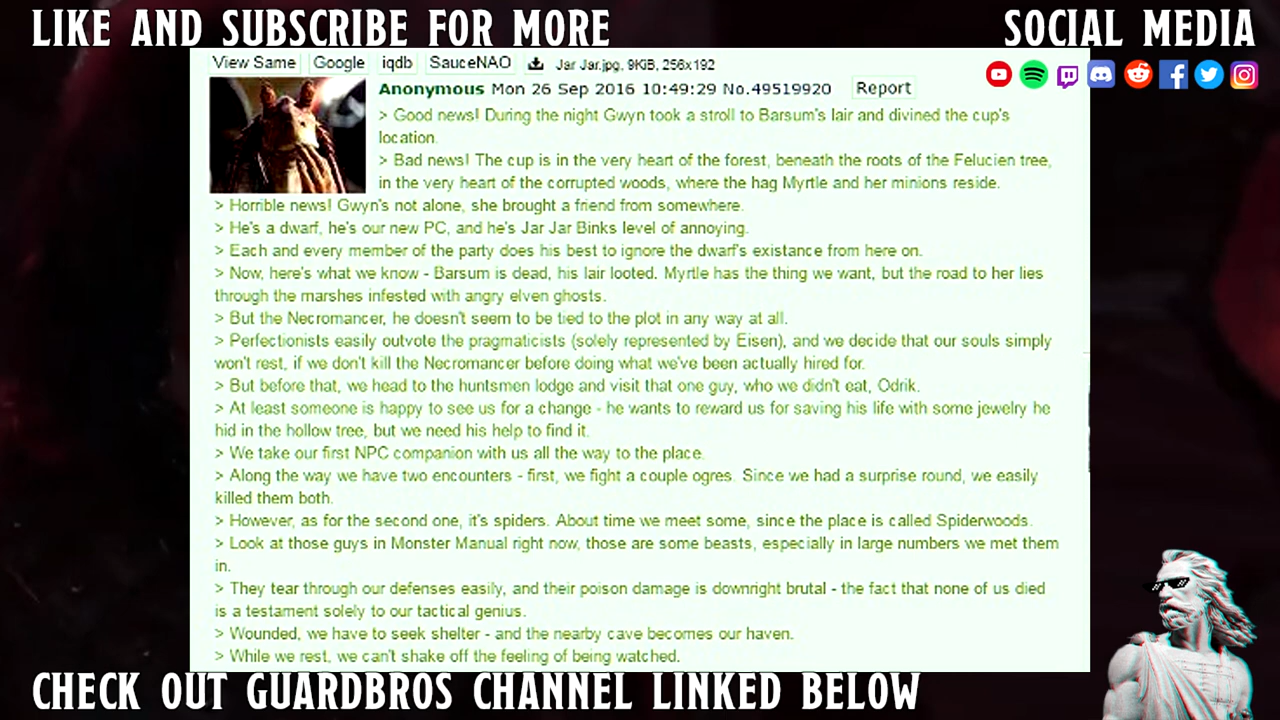 LIKE AND SUBSCRIBE FOR MORE
SOCIAL MEDIA
View Same Google iqdb SauceNAO Jar Jar.jpg, 9KB, 256x192
Anonymous Mon 26 Sep 2016 10:49:29 No.49519920 Report
> Good news! During the night Gwyn took a stroll to Barsum's lair and divined the cup's
location.
> Bad news! The cup is in the very heart of the forest, beneath the roots of the Felucien tree,
in the very heart of the corrupted woods, where the hag Myrtle and her minions reside.
> Horrible news! Gwyn's not alone, she brought a friend from somewhere.
> He's a dwarf, he's our new PC, and he's Jar Jar Binks level of annoying.
> Each and every member of the party does his best to ignore the dwarf's existance from here on.
> Now, here's what we know - Barsum is dead, his lair looted. Myrtle has the thing we want, but the road to her lies
through the marshes infested with angry elven ghosts.
> But the Necromancer, he doesn't seem to be tied to the plot in any way at all.
> Perfectionists easily outvote the pragmaticists (solely represented by Eisen), and we decide that our souls simply
won't rest, if we don't kill the Necromancer before doing what we've been actually hired for.
> But before that, we head to the huntsmen lodge and visit that one guy, who we didn't eat, Odrik.
> At least someone is happy to see us for a change - he wants to reward us for saving his life with some jewelry he
hid in the hollow tree, but we need his help to find it.
> We take our first NPC companion with us all the way to the place.
> Along the way we have two encounters - first, we fight a couple ogres. Since we had a surprise round, we easily
killed them both.
> However, as for the second one, it's spiders. About time we meet some, since the place is called Spiderwoods.
> Look at those guys in Monster Manual right now, those are some beasts, especially in large numbers we met them
in.
> They tear through our defenses easily, and their poison damage is downright brutal - the fact that none of us died
is a testament solely to our tactical genius.
> Wounded, we have to seek shelter - and the nearby cave becomes our haven.
> While we rest, we can't shake off the feeling of being watched.
CHECK OUT GUARDBROS CHANNEL LINKED BELOW